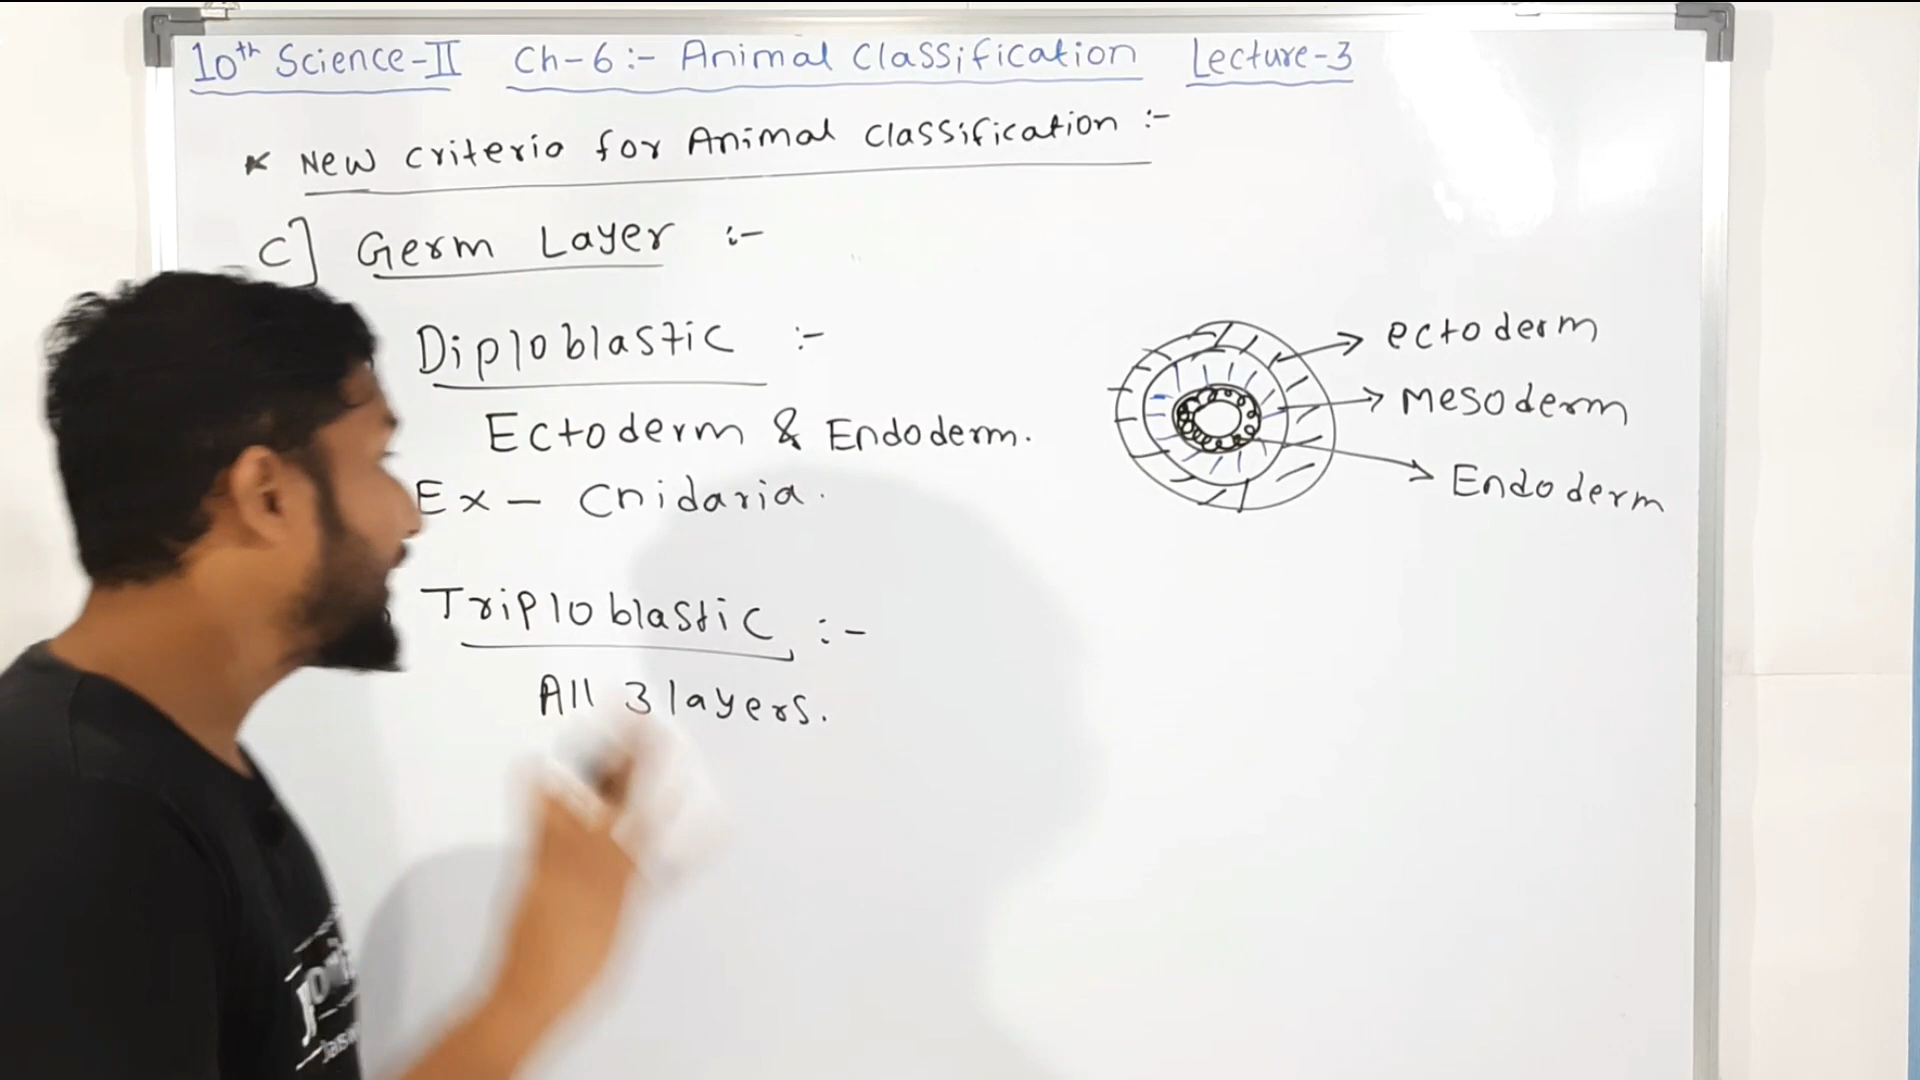 10th Science-II Ch-6:- Animal Classification Lecture-3
* New criteria for Animal classification :-
C] Germ Layer :-
Diploblastic :-
Ectoderm & Endoderm.
Ex - Cnidaria.
Triploblastic :-
All 3 layers.
ectoderm
mesoderm
Endoderm